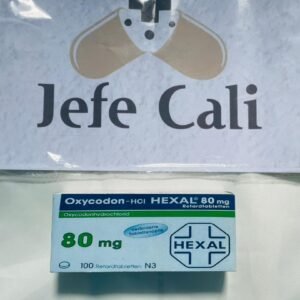 Jefe Cali
Oxycodon-HCl HEXAL® 80 mg
Retardtabletten
Oxycodonhydrochlorid
80 mg
HEXAL
100 Retardtabletten N3